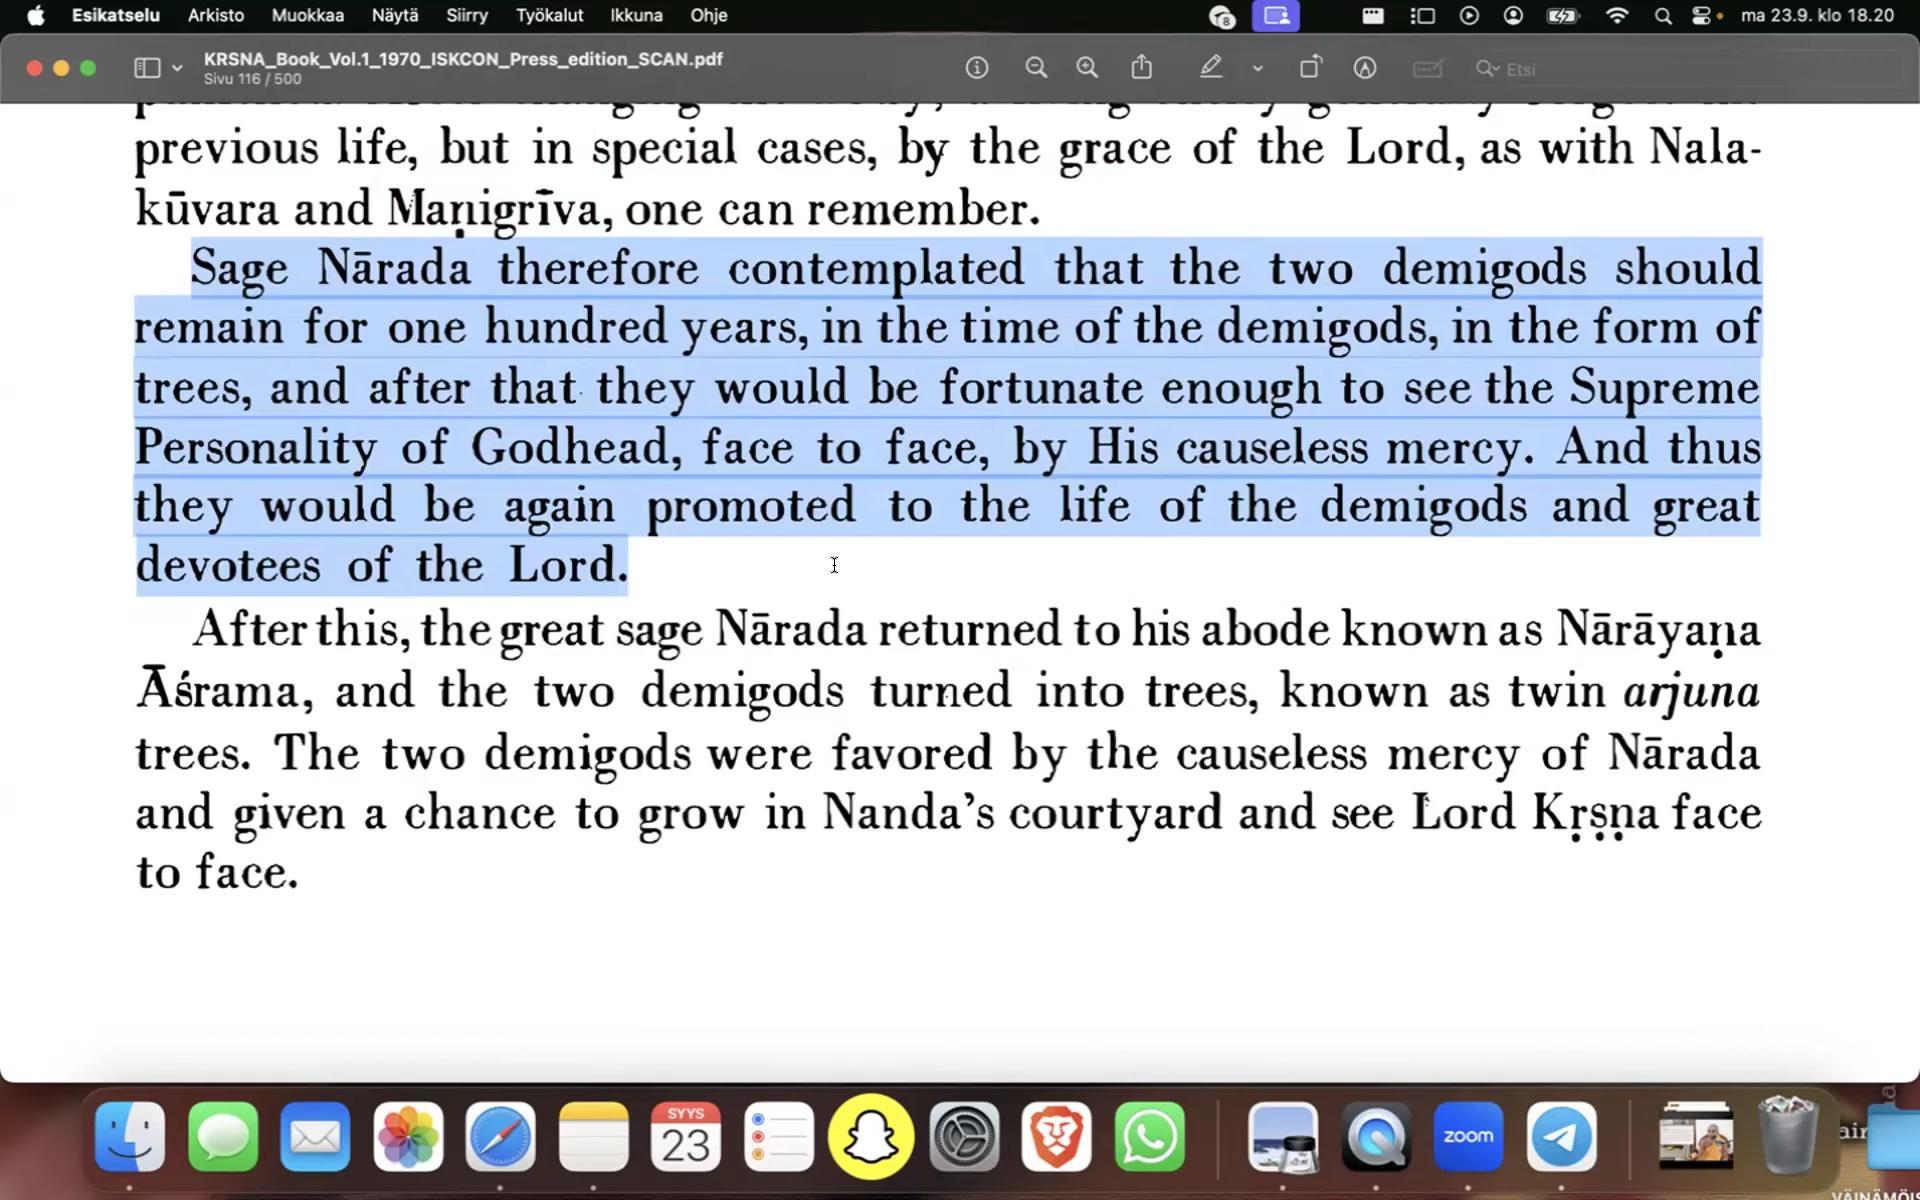 Esikatselu Arkisto Muokkaa Näytä Siirry Työkalut Ikkuna Ohje 8 ma 23.9. klo 18.20
KRSNA_Book_Vol.1_1970_ISKCON_Press_edition_SCAN.pdf
Sivu 116 / 500
Etsi
previous life, but in special cases, by the grace of the Lord, as with Nala-
kūvara and Maṇigrīva, one can remember.
Sage Nārada therefore contemplated that the two demigods should
remain for one hundred years, in the time of the demigods, in the form of
trees, and after that they would be fortunate enough to see the Supreme
Personality of Godhead, face to face, by His causeless mercy. And thus
they would be again promoted to the life of the demigods and great
devotees of the Lord.
After this, the great sage Nārada returned to his abode known as Nārāyaṇa
Āśrama, and the two demigods turned into trees, known as twin arjuna
trees. The two demigods were favored by the causeless mercy of Nārada
and given a chance to grow in Nanda's courtyard and see Lord Kṛṣṇa face
to face.
SYYS
23
zoom